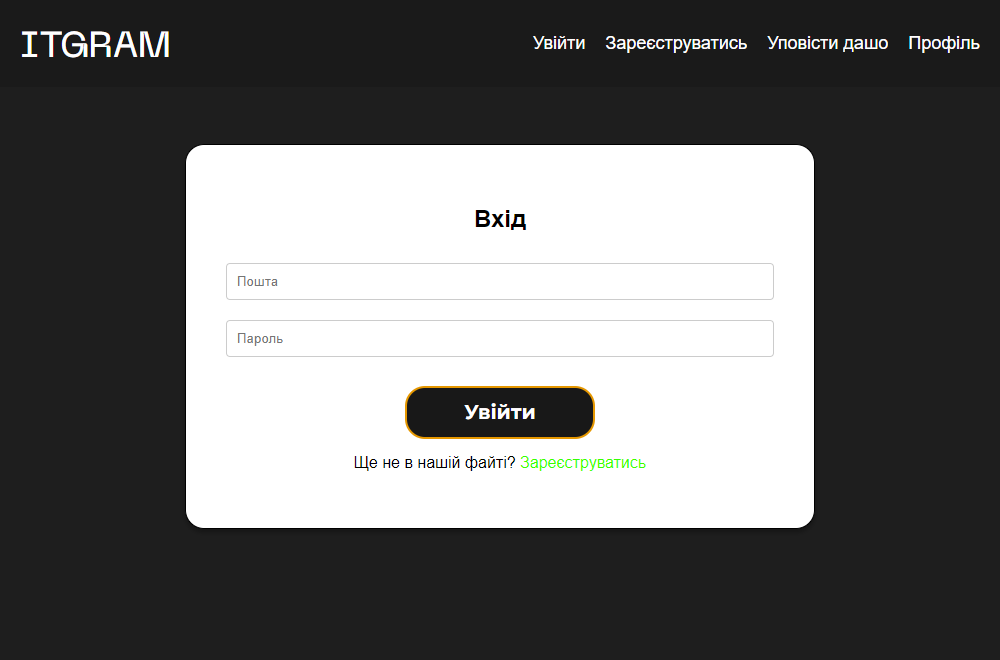 ITGRAM
Увійти Зареєструватись Уповісти дашо Профіль
Вхід
Пошта
Пароль
Увійти
Ще не в нашій файті? Зареєструватись